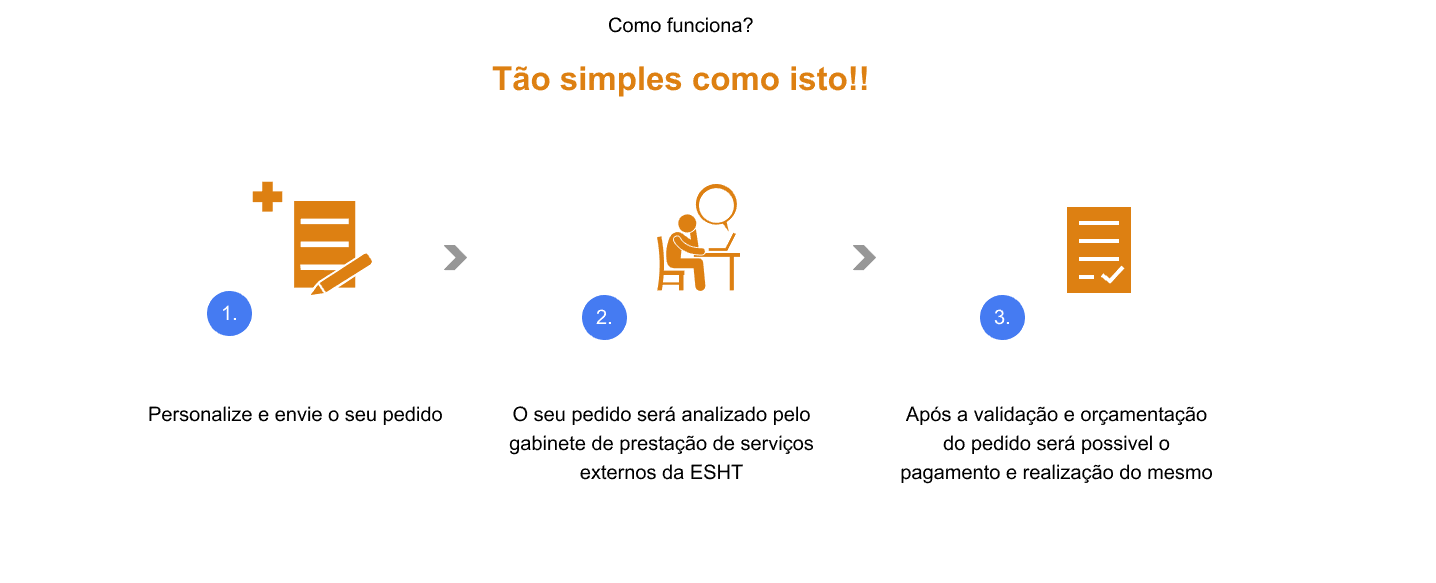 Como funciona?
Tão simples como isto!!
1.
Personalize e envie o seu pedido
2.
O seu pedido será analizado pelo
gabinete de prestação de serviços
externos da ESHT
3.
Após a validação e orçamentação
do pedido será possivel o
pagamento e realização do mesmo